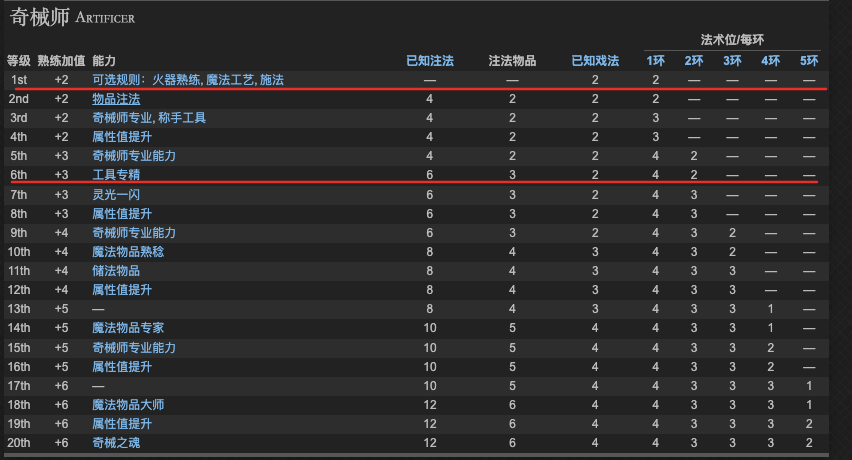 奇械师 ARTIFICER
法术位/每环
等级 熟练加值 能力 已知注法 注法物品 已知戏法 1环 2环 3环 4环 5环
1st +2 可选规则：火器熟练, 魔法工艺, 施法 — — 2 2 — — — —
2nd +2 物品注法 4 2 2 2 — — — —
3rd +2 奇械师专业, 称手工具 4 2 2 3 — — — —
4th +2 属性值提升 4 2 2 3 — — — —
5th +3 奇械师专业能力 4 2 2 4 2 — — —
6th +3 工具专精 6 3 2 4 2 — — —
7th +3 灵光一闪 6 3 2 4 3 — — —
8th +3 属性值提升 6 3 2 4 3 — — —
9th +4 奇械师专业能力 6 3 2 4 3 2 — —
10th +4 魔法物品熟稔 8 4 3 4 3 2 — —
11th +4 储法物品 8 4 3 4 3 3 — —
12th +4 属性值提升 8 4 3 4 3 3 — —
13th +5 — 8 4 3 4 3 3 1 —
14th +5 魔法物品专家 10 5 4 4 3 3 1 —
15th +5 奇械师专业能力 10 5 4 4 3 3 2 —
16th +5 属性值提升 10 5 4 4 3 3 2 —
17th +6 — 10 5 4 4 3 3 3 1
18th +6 魔法物品大师 12 6 4 4 3 3 3 1
19th +6 属性值提升 12 6 4 4 3 3 3 2
20th +6 奇械之魂 12 6 4 4 3 3 3 2